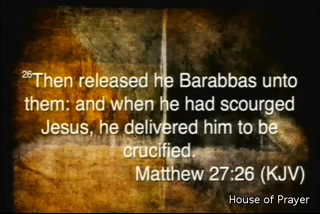 26Then released he Barabbas unto
them: and when he had scourged
Jesus, he delivered him to be
crucified.
Matthew 27:26 (KJV)
House of Prayer